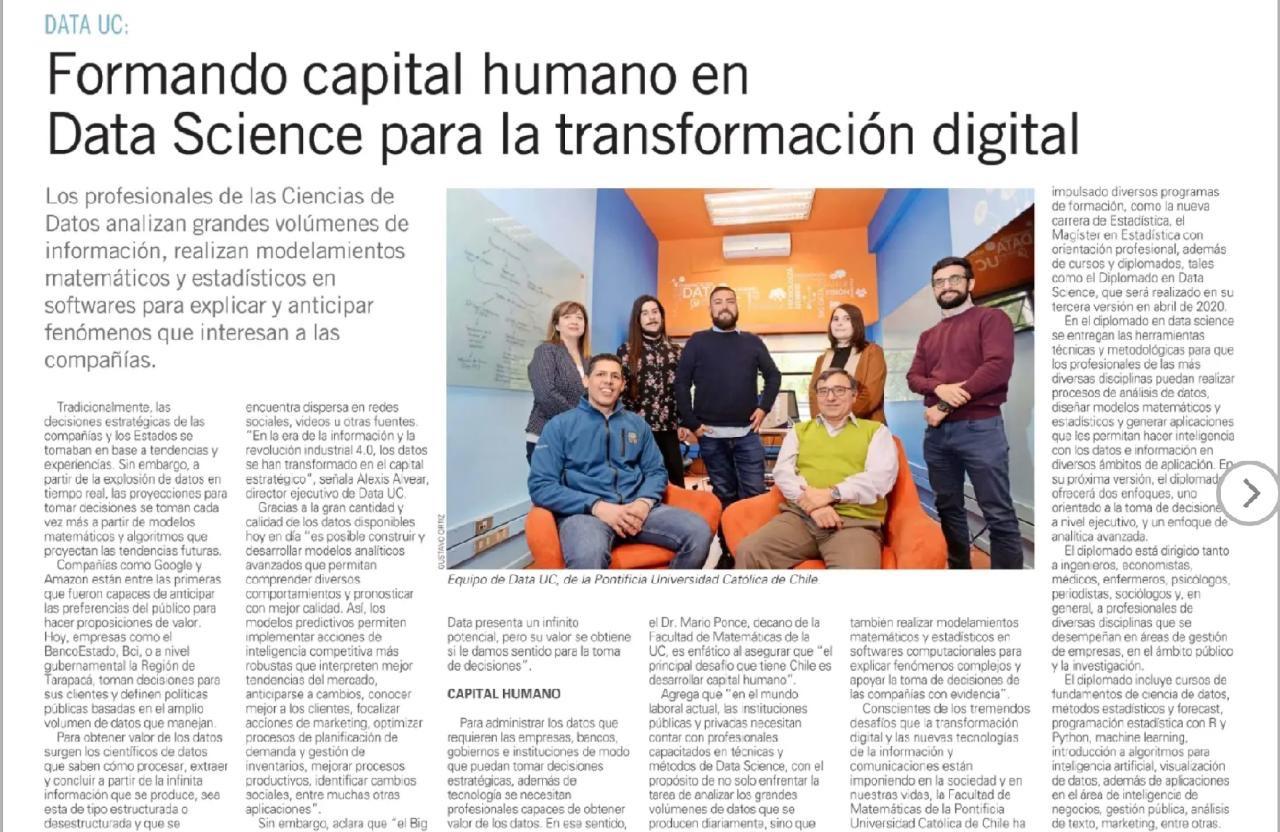 DATA UC:
Formando capital humano en
Data Science para la transformación digital
Los profesionales de las Ciencias de
Datos analizan grandes volúmenes de
información, realizan modelamientos
matemáticos y estadísticos en
softwares para explicar y anticipar
fenómenos que interesan a las
compañías.
Tradicionalmente, las
decisiones estratégicas de las
compañías y los Estados se
tomaban en base a tendencias y
experiencias. Sin embargo, a
partir de la explosión de datos en
tiempo real, las proyecciones para
tomar decisiones se toman cada
vez más a partir de modelos
matemáticos y algoritmos que
proyectan las tendencias futuras.
Compañías como Google y
Amazon están entre las primeras
que fueron capaces de anticipar
las preferencias del público para
hacer proposiciones de valor.
Hoy, empresas como el
BancoEstado, Bci, o a nivel
gubernamental la Región de
Tarapacá, toman decisiones para
sus clientes y definen políticas
públicas basadas en el amplio
volumen de datos que manejan.
Para obtener valor de los datos
surgen los científicos de datos
que saben cómo procesar, extraer
y concluir a partir de la infinita
información que se produce, sea
esta de tipo estructurada o
desestructurada y que se
encuentra dispersa en redes
sociales, videos u otras fuentes.
"En la era de la información y la
revolución industrial 4.0, los datos
se han transformado en el capital
estratégico", señala Alexis Alvear,
director ejecutivo de Data UC.
Gracias a la gran cantidad y
calidad de los datos disponibles
hoy en día "es posible construir y
desarrollar modelos analíticos
avanzados que permitan
comprender diversos
comportamientos y pronosticar
con mejor calidad. Así, los
modelos predictivos permiten
implementar acciones de
inteligencia competitiva más
robustas que interpreten mejor
tendencias del mercado,
anticiparse a cambios, conocer
mejor a los clientes, focalizar
acciones de marketing, optimizar
procesos de planificación de
demanda y gestión de
inventarios, mejorar procesos
productivos, identificar cambios
sociales, entre muchas otras
aplicaciones".
Sin embargo, aclara que "el Big
DATA
GUSTAVO ORTIZ
Equipo de Data UC, de la Pontificia Universidad Católica de Chile.
Data presenta un infinito
potencial, pero su valor se obtiene
si le damos sentido para la toma
de decisiones".
CAPITAL HUMANO
Para administrar los datos que
requieren las empresas, bancos,
gobiernos e instituciones de modo
que puedan tomar decisiones
estratégicas, además de
tecnología se necesitan
profesionales capaces de obtener
valor de los datos. En ese sentido,
el Dr. Mario Ponce, decano de la
Facultad de Matemáticas de la
UC, es enfático al asegurar que "el
principal desafío que tiene Chile es
desarrollar capital humano".
Agrega que "en el mundo
laboral actual, las instituciones
públicas y privadas necesitan
contar con profesionales
capacitados en técnicas y
métodos de Data Science, con el
propósito de no solo enfrentar la
tarea de analizar los grandes
volúmenes de datos que se
producen diariamente, sino que
también realizar modelamientos
matemáticos y estadísticos en
softwares computacionales para
explicar fenómenos complejos y
apoyar la toma de decisiones de
las compañías con evidencia".
Conscientes de los tremendos
desafíos que la transformación
digital y las nuevas tecnologías
de la información y
comunicaciones están
imponiendo en la sociedad y en
nuestras vidas, la Facultad de
Matemáticas de la Pontificia
Universidad Católica de Chile ha
impulsado diversos programas
de formación, como la nueva
carrera de Estadística, el
Magíster en Estadística con
orientación profesional, además
de cursos y diplomados, tales
como el Diplomado en Data
Science, que será realizado en su
tercera versión en abril de 2020.
En el diplomado en data science
se entregan las herramientas
técnicas y metodológicas para que
los profesionales de las más
diversas disciplinas puedan realizar
procesos de análisis de datos,
diseñar modelos matemáticos y
estadísticos y generar aplicaciones
que les permitan hacer inteligencia
con los datos e información en
diversos ámbitos de aplicación. En
su próxima versión, el diplomado
ofrecerá dos enfoques, uno
orientado a la toma de decisiones
a nivel ejecutivo, y un enfoque de
analítica avanzada.
El diplomado está dirigido tanto
a ingenieros, economistas,
médicos, enfermeros, psicólogos,
periodistas, sociólogos y, en
general, a profesionales de
diversas disciplinas que se
desempeñan en áreas de gestión
de empresas, en el ámbito público
y la investigación.
El diplomado incluye cursos de
fundamentos de ciencia de datos,
métodos estadísticos y forecast,
programación estadística con R y
Python, machine learning,
introducción a algoritmos para
inteligencia artificial, visualización
de datos, además de aplicaciones
en el área de inteligencia de
negocios, gestión pública, análisis
de texto, marketing, entre otras.